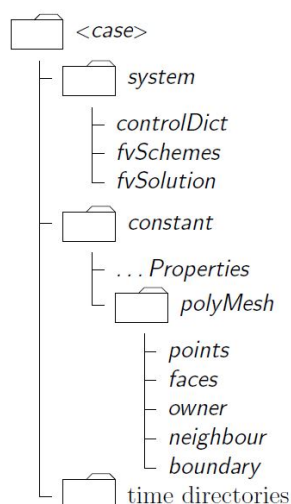 <case>
system
controlDict
fvSchemes
fvSolution
constant
...Properties
polyMesh
points
faces
owner
neighbour
boundary
time directories